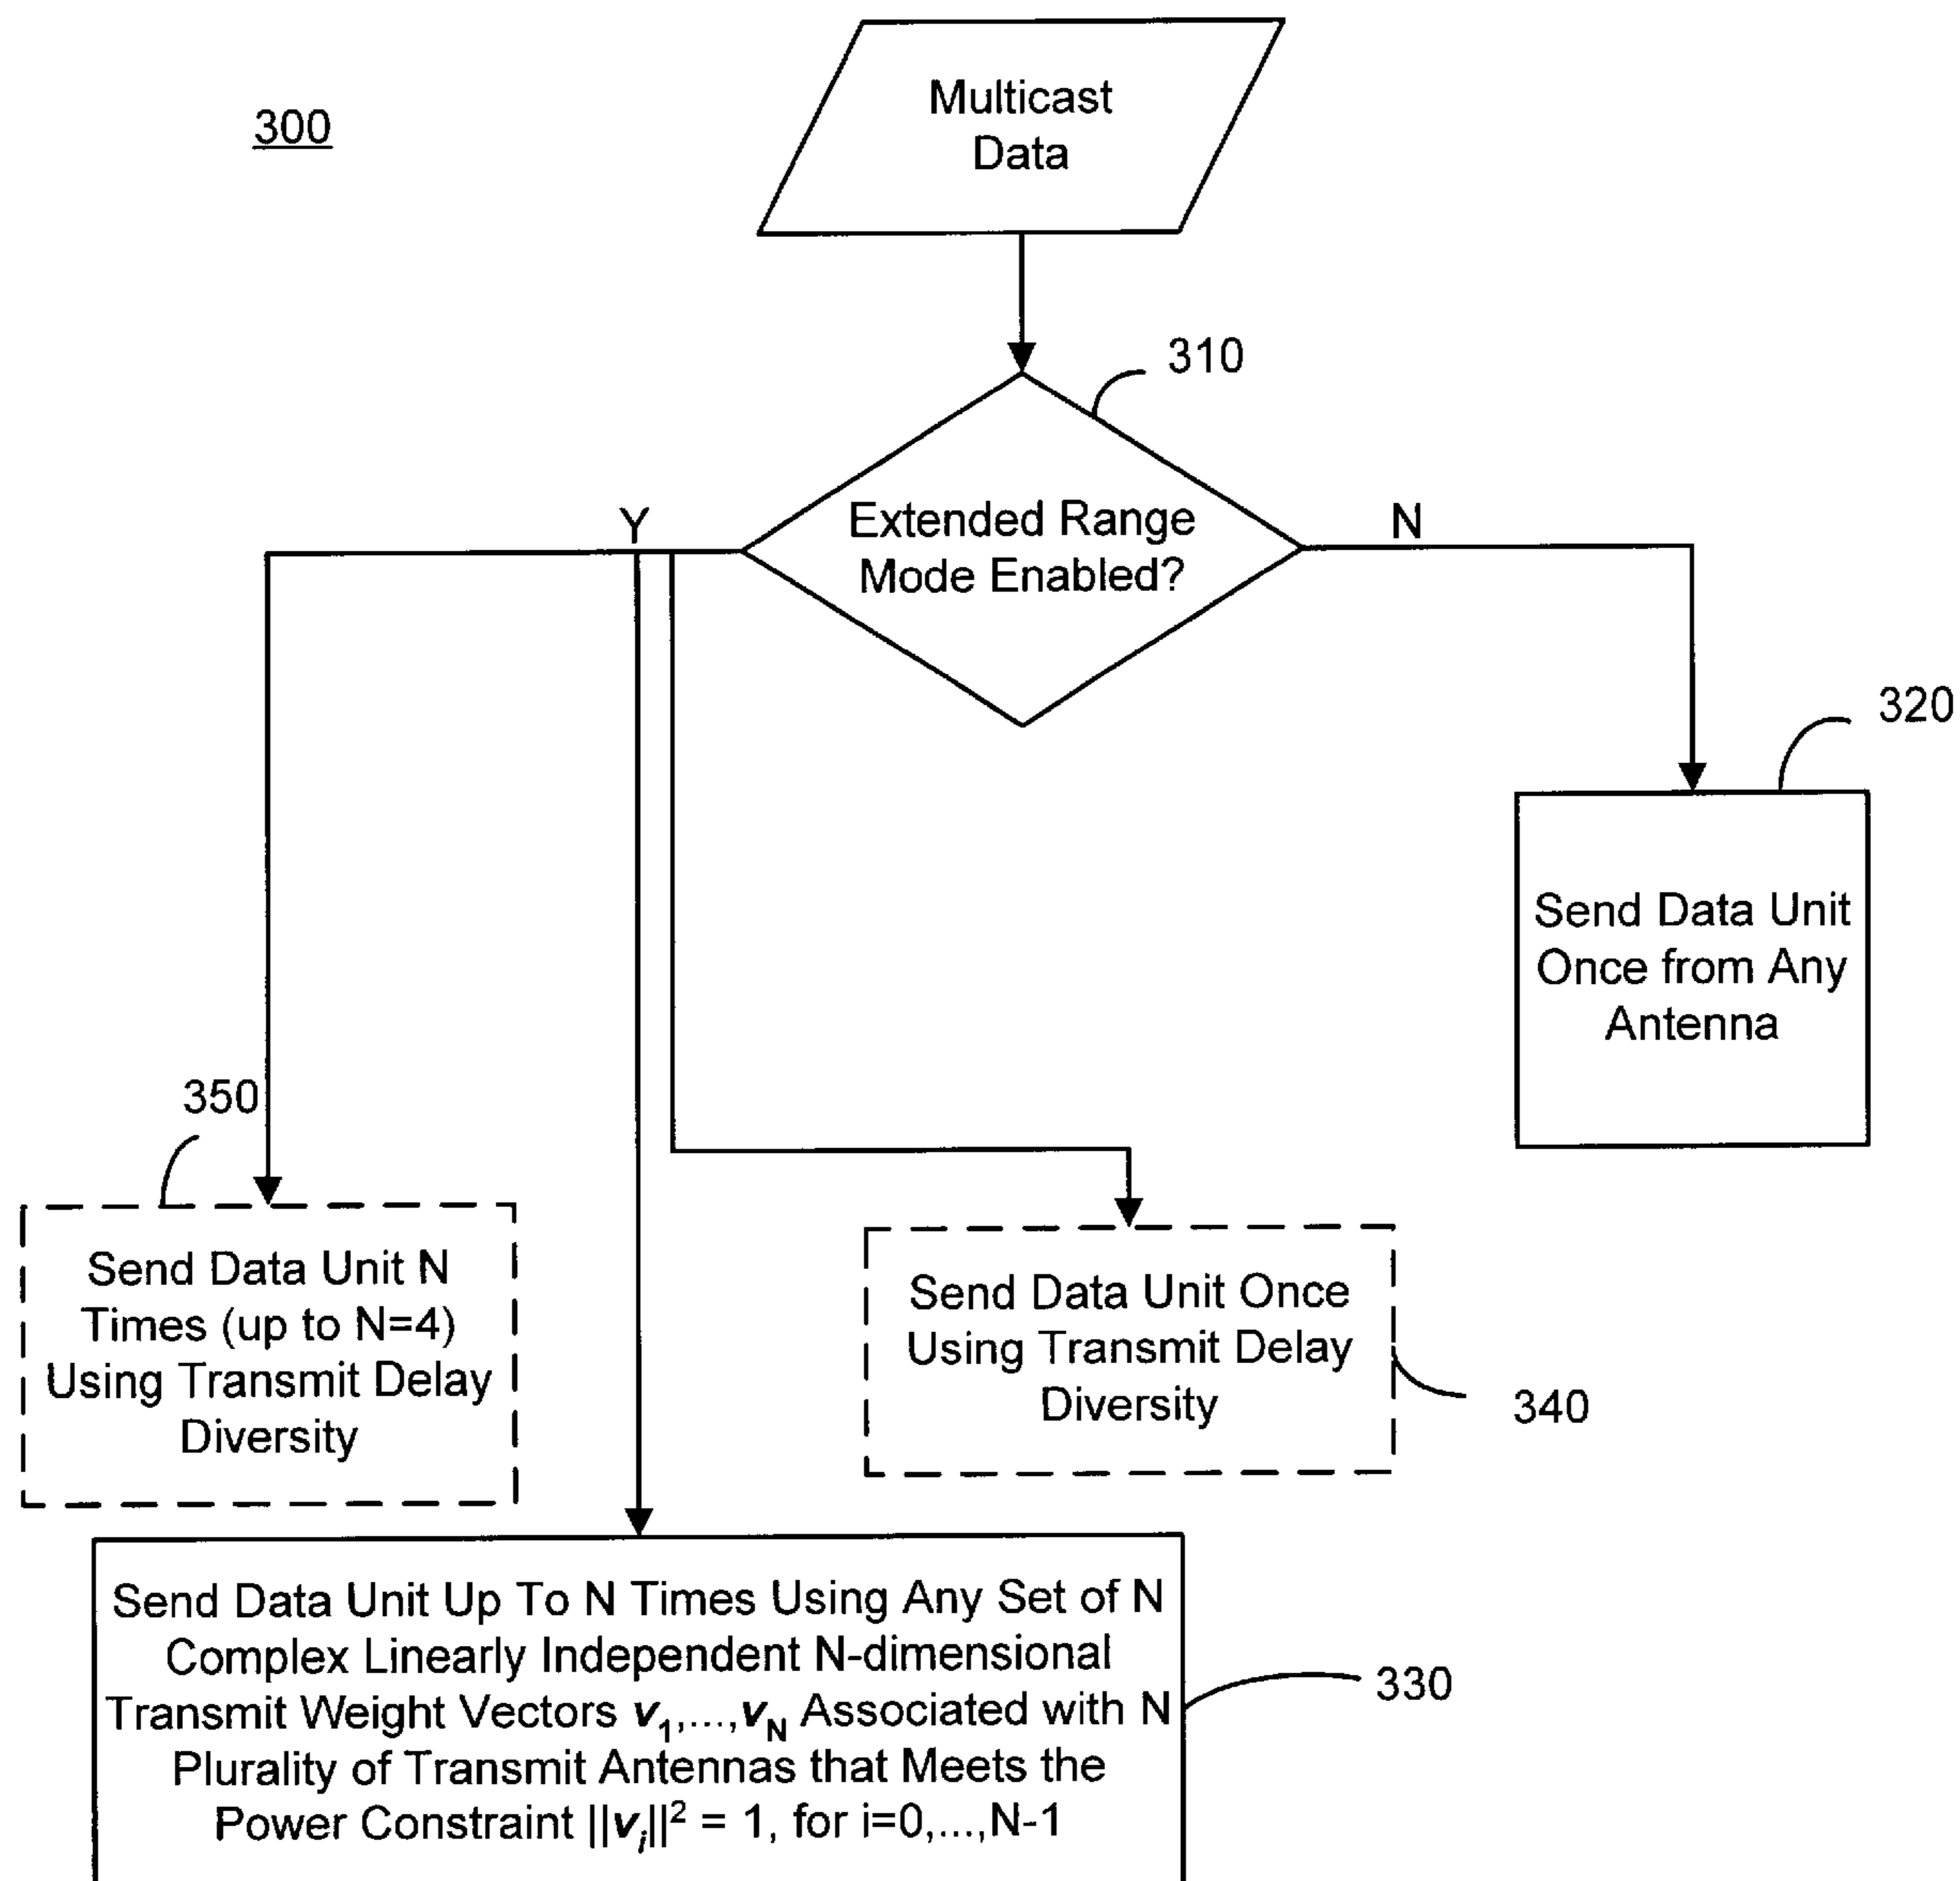 Multicast
Data
300
310
Extended Range
Mode Enabled?
Y
N
320
Send Data Unit
Once from Any
Antenna
350
Send Data Unit N
Times (up to N=4)
Using Transmit Delay
Diversity
Send Data Unit Once
Using Transmit Delay
Diversity
340
Send Data Unit Up To N Times Using Any Set of N
Complex Linearly Independent N-dimensional
Transmit Weight Vectors v₁,...,v_N Associated with N
Plurality of Transmit Antennas that Meets the
Power Constraint ||vᵢ||² = 1, for i=0,...,N-1
330